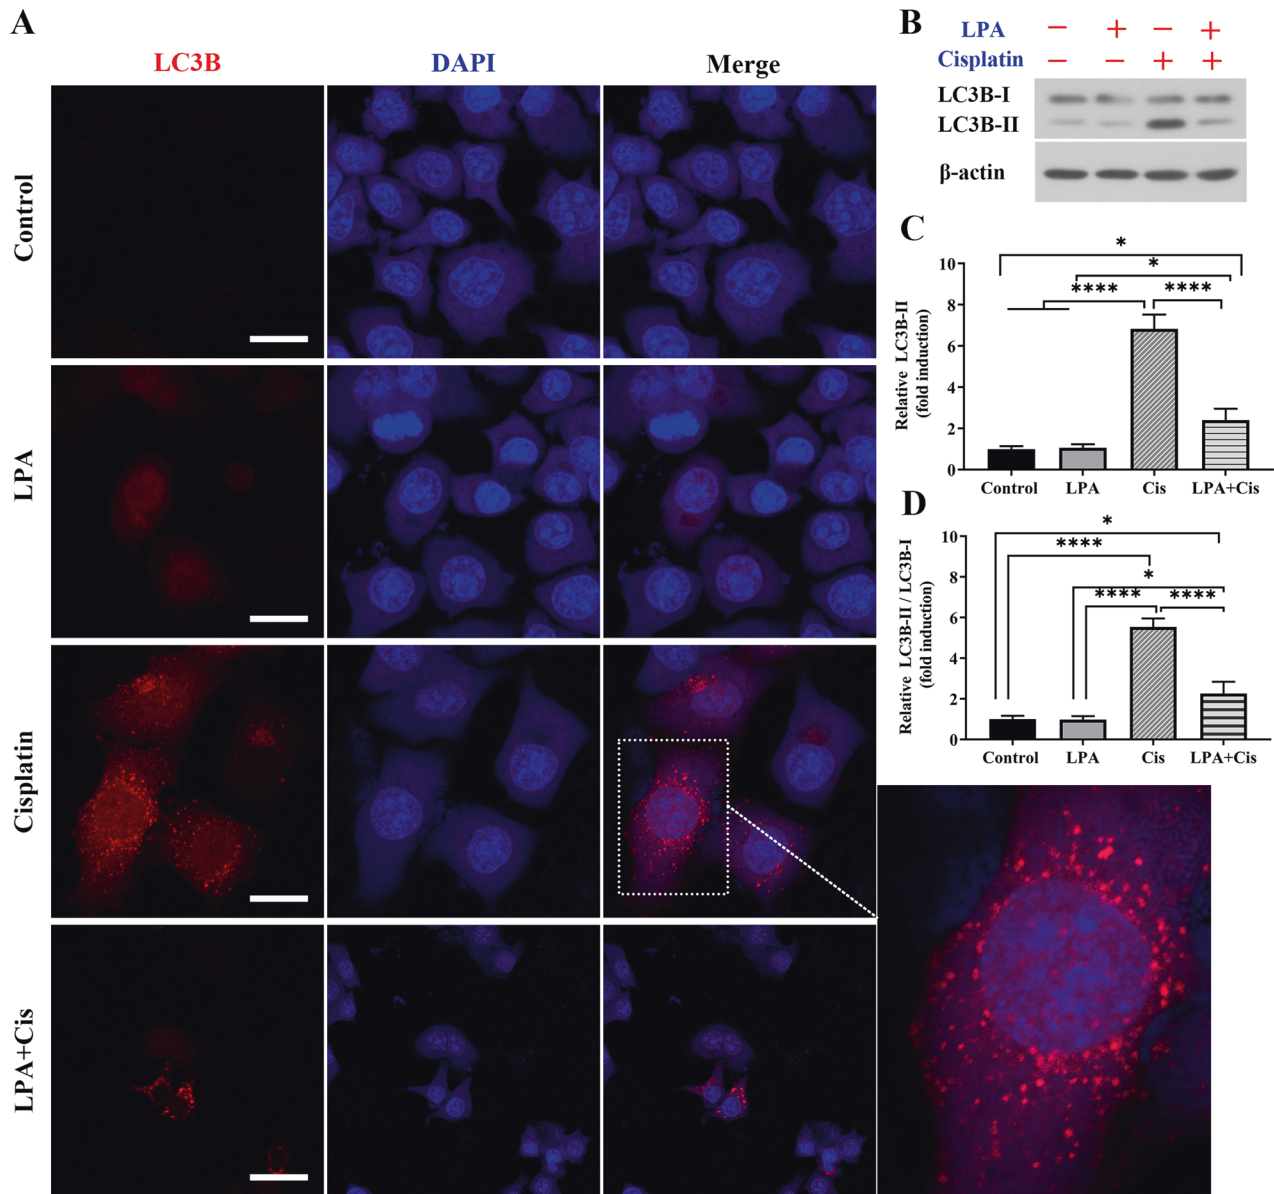 A
LC3B DAPI Merge
Control
LPA
Cisplatin
LPA+Cis
B
LPA − + − +
Cisplatin − − + +
LC3B-I
LC3B-II
β-actin
C
Relative LC3B-II
(fold induction)
10
8
6
4
2
0
*
*
**** ****
Control LPA Cis LPA+Cis
D
Relative LC3B-II / LC3B-I
(fold induction)
10
8
6
4
2
0
*
****
*
**** ****
Control LPA Cis LPA+Cis